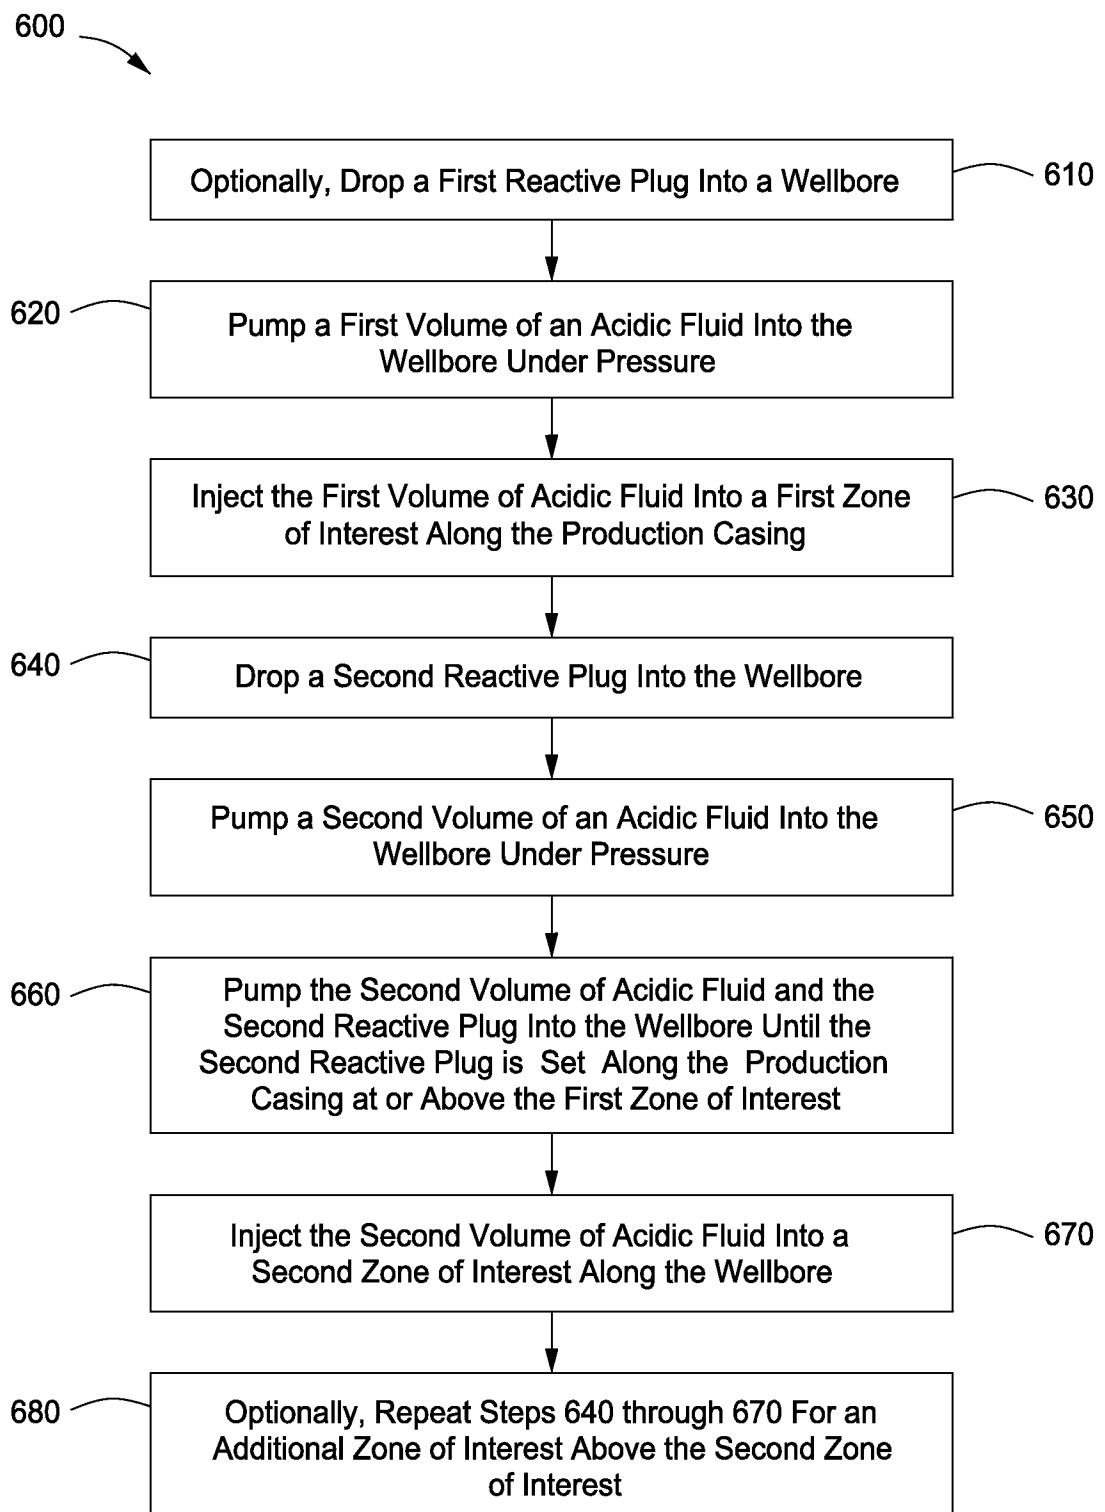 600
Optionally, Drop a First Reactive Plug Into a Wellbore
610
620
Pump a First Volume of an Acidic Fluid Into the
Wellbore Under Pressure
Inject the First Volume of Acidic Fluid Into a First Zone
of Interest Along the Production Casing
630
640
Drop a Second Reactive Plug Into the Wellbore
Pump a Second Volume of an Acidic Fluid Into the
Wellbore Under Pressure
650
660
Pump the Second Volume of Acidic Fluid and the
Second Reactive Plug Into the Wellbore Until the
Second Reactive Plug is Set Along the Production
Casing at or Above the First Zone of Interest
Inject the Second Volume of Acidic Fluid Into a
Second Zone of Interest Along the Wellbore
670
680
Optionally, Repeat Steps 640 through 670 For an
Additional Zone of Interest Above the Second Zone
of Interest